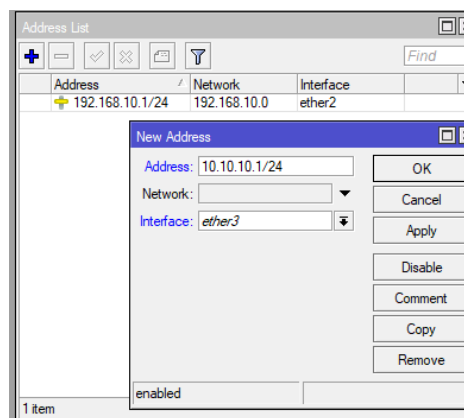 Address List
Find
Address Network Interface
192.168.10.1/24 192.168.10.0 ether2
New Address
Address: 10.10.10.1/24
Network:
Interface: ether3
OK
Cancel
Apply
Disable
Comment
Copy
Remove
enabled
1 item